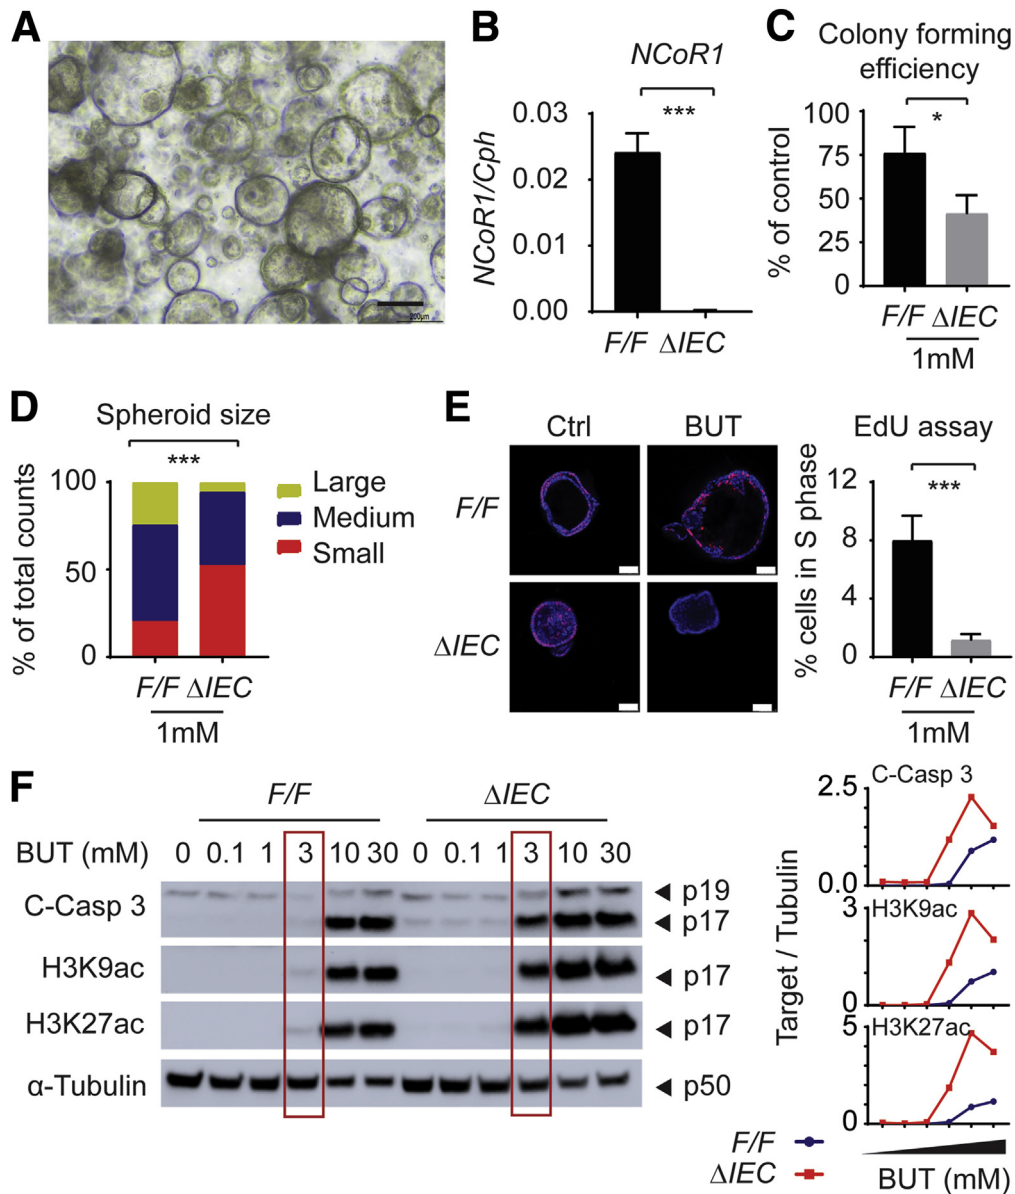 A
200µm
B
NCoR1
***
NCoR1/Cph
0.03
0.02
0.01
0.00
F/F ΔIEC
C
Colony forming
efficiency
*
% of control
100
75
50
25
0
F/F ΔIEC
1mM
D
Spheroid size
***
% of total counts
100
50
0
Large
Medium
Small
F/F ΔIEC
1mM
E
Ctrl
BUT
F/F
ΔIEC
EdU assay
***
% cells in S phase
12
8
4
0
F/F ΔIEC
1mM
F
F/F
ΔIEC
BUT (mM) 0 0.1 1 3 10 30 0 0.1 1 3 10 30
C-Casp 3
p19
p17
H3K9ac
p17
H3K27ac
p17
α-Tubulin
p50
Target / Tubulin
C-Casp 3
2.5
0.0
H3K9ac
3
0
H3K27ac
5
0
F/F
ΔIEC
BUT (mM)